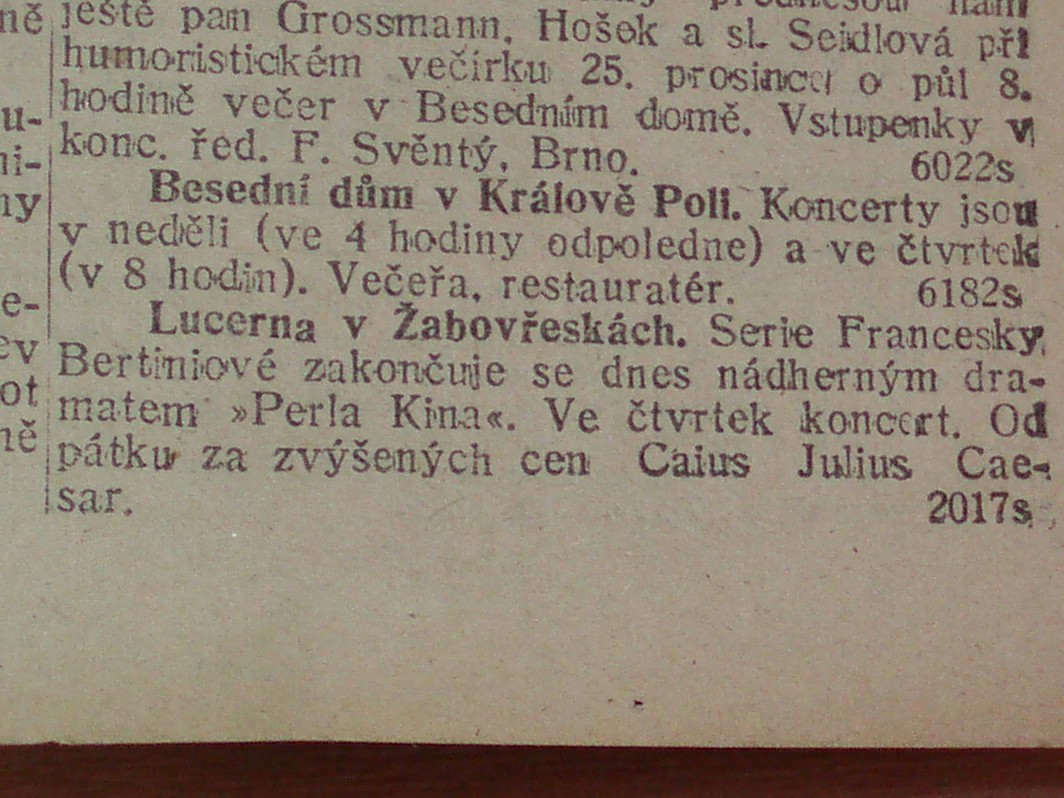 ještě pan Grossmann, Hošek a sl. Seidlová při
humoristickém večírku 25. prosince o půl 8.
hodině večer v Besedním domě. Vstupenky v
konc. řed. F. Svěntý, Brno. 6022s
Besední dům v Králově Poli. Koncerty jsou
v neděli (ve 4 hodiny odpoledne) a ve čtvrtek
(v 8 hodin). Večeřa, restauratér. 6182s
Lucerna v Žabovřeskách. Serie Francesky
Bertiniové zakončuje se dnes nádherným dra-
matem »Perla Kina«. Ve čtvrtek koncert. Od
pátku za zvýšených cen Caius Julius Cae-
sar. 2017s